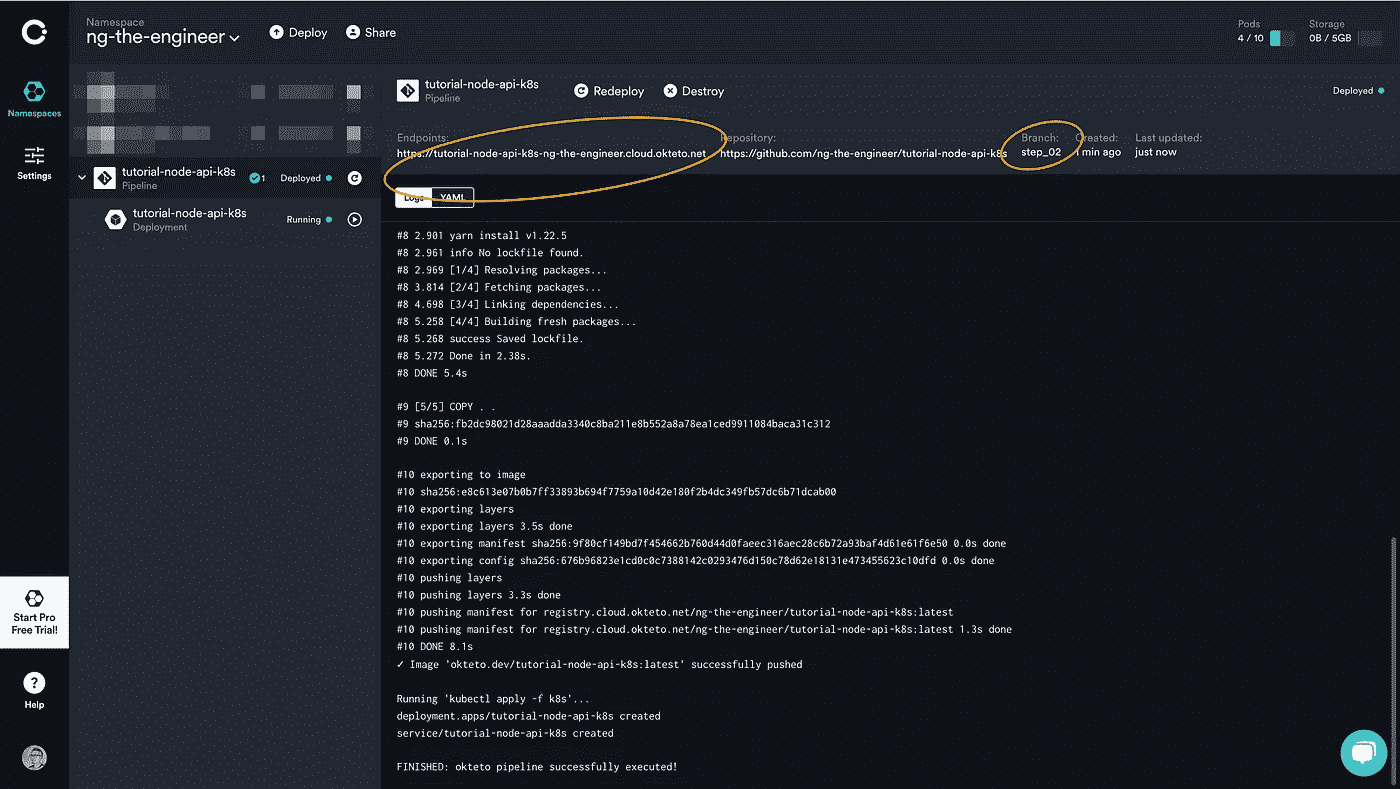 Namespace
ng-the-engineer
Deploy
Share
Pods
4 / 10
Storage
0B / 5GB
Namespaces
Settings
Start Pro
Free Trial!
Help
tutorial-node-api-k8s
Pipeline
1
Deployed
tutorial-node-api-k8s
Deployment
Running
tutorial-node-api-k8s
Pipeline
Redeploy
Destroy
Deployed
Endpoints:
https://tutorial-node-api-k8s-ng-the-engineer.cloud.okteto.net
Repository:
https://github.com/ng-the-engineer/tutorial-node-api-k8s
Branch:
step_02
Created:
1 min ago
Last updated:
just now
Logs
YAML
#8 2.901 yarn install v1.22.5
#8 2.961 info No lockfile found.
#8 2.969 [1/4] Resolving packages...
#8 3.814 [2/4] Fetching packages...
#8 4.698 [3/4] Linking dependencies...
#8 5.258 [4/4] Building fresh packages...
#8 5.268 success Saved lockfile.
#8 5.272 Done in 2.38s.
#8 DONE 5.4s
#9 [5/5] COPY . .
#9 sha256:fb2dc98021d28aaadda3340c8ba211e8b552a8a78ea1ced9911084baca31c312
#9 DONE 0.1s
#10 exporting to image
#10 sha256:e8c613e07b0b7ff33893b694f7759a10d42e180f2b4dc349fb57dc6b71dcab00
#10 exporting layers
#10 exporting layers 3.5s done
#10 exporting manifest sha256:9f80cf149bd7f454662b760d44d0faeec316aec28c6b72a93baf4d61e61f6e50 0.0s done
#10 exporting config sha256:676b96823e1cd0c0c7388142c0293476d150c78d62e18131e473455623c10dfd 0.0s done
#10 pushing layers
#10 pushing layers 3.3s done
#10 pushing manifest for registry.cloud.okteto.net/ng-the-engineer/tutorial-node-api-k8s:latest
#10 pushing manifest for registry.cloud.okteto.net/ng-the-engineer/tutorial-node-api-k8s:latest 1.3s done
#10 DONE 8.1s
✓ Image 'okteto.dev/tutorial-node-api-k8s:latest' successfully pushed
Running 'kubectl apply -f k8s'...
deployment.apps/tutorial-node-api-k8s created
service/tutorial-node-api-k8s created
FINISHED: okteto pipeline successfully executed!